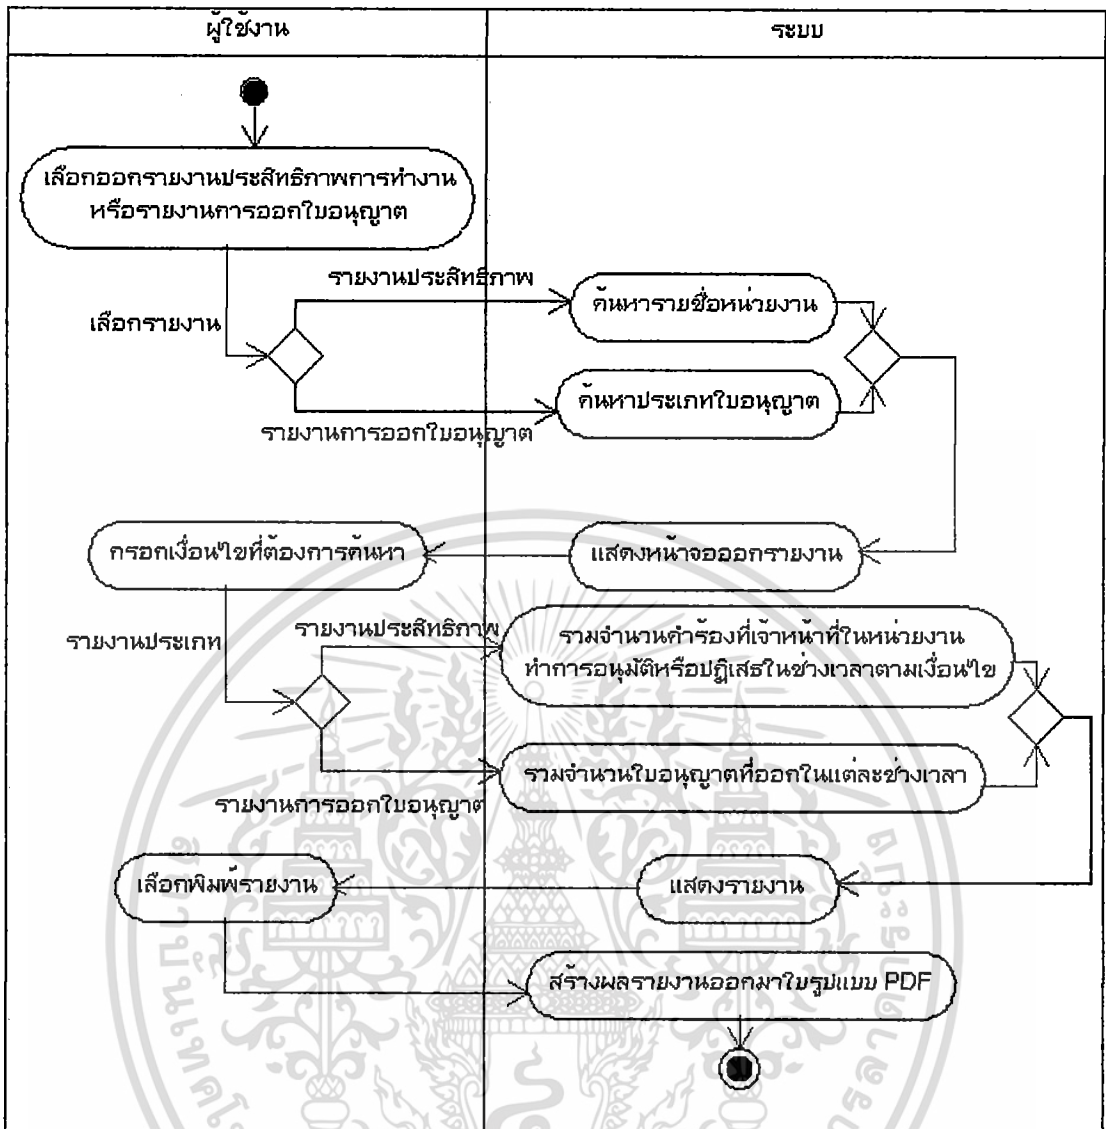 ผู้ใช้งาน
ระบบ
เลือกออกรายงานประสิทธิภาพการทำงาน
หรือรายงานการออกใบอนุญาต
รายงานประสิทธิภาพ
ค้นหารายชื่อหน่วยงาน
เลือกรายงาน
ค้นหาประเภทใบอนุญาต
รายงานการออกใบอนุญาต
กรอกเงื่อนไขที่ต้องการค้นหา
แสดงหน้าจอออกรายงาน
รายงานประเภท
รายงานประสิทธิภาพ
รวมจำนวนคำร้องที่เจ้าหน้าที่ในหน่วยงาน
ทำการอนุมัติหรือปฏิเสธในช่วงเวลาตามเงื่อนไข
รวมจำนวนใบอนุญาตที่ออกในแต่ละช่วงเวลา
รายงานการออกใบอนุญาต
เลือกพิมพ์รายงาน
แสดงรายงาน
สร้างผลรายงานออกมาในรูปแบบ PDF